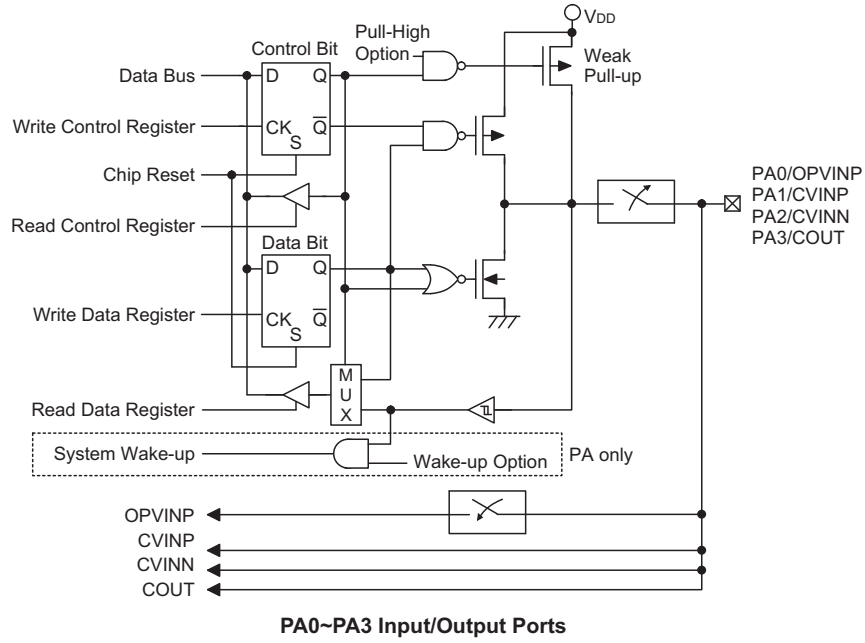 VDD
Pull-High
Option
Weak
Pull-up
Control Bit
Data Bus
D
Q
Write Control Register
CK
Q̅
S
Chip Reset
PA0/OPVINP
PA1/CVINP
PA2/CVINN
PA3/COUT
Read Control Register
Data Bit
D
Q
Write Data Register
CK
Q̅
S
M
U
X
Read Data Register
System Wake-up
Wake-up Option
PA only
OPVINP
CVINP
CVINN
COUT
PA0~PA3 Input/Output Ports